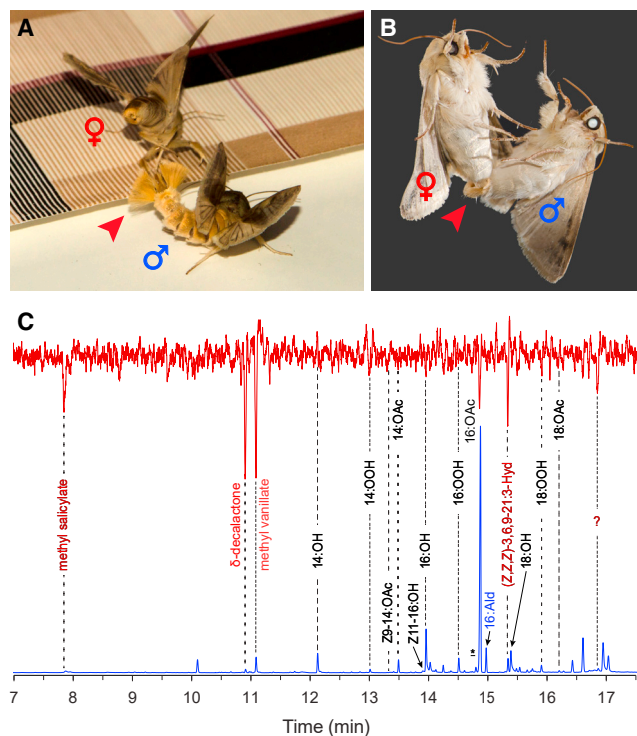 A
♀
♂
B
♀
♂
C
methyl salicylate
δ-decalactone
methyl vanillate
14:OH
14:OOH
Z9-14:OAc
14:OAc
Z11-16:OH
16:OH
16:OOH
16:OAc
!*
16:Ald
(Z,Z,Z)-3,6,9-21:3-Hyd
18:OH
18:OOH
18:OAc
?
7 8 9 10 11 12 13 14 15 16 17
Time (min)